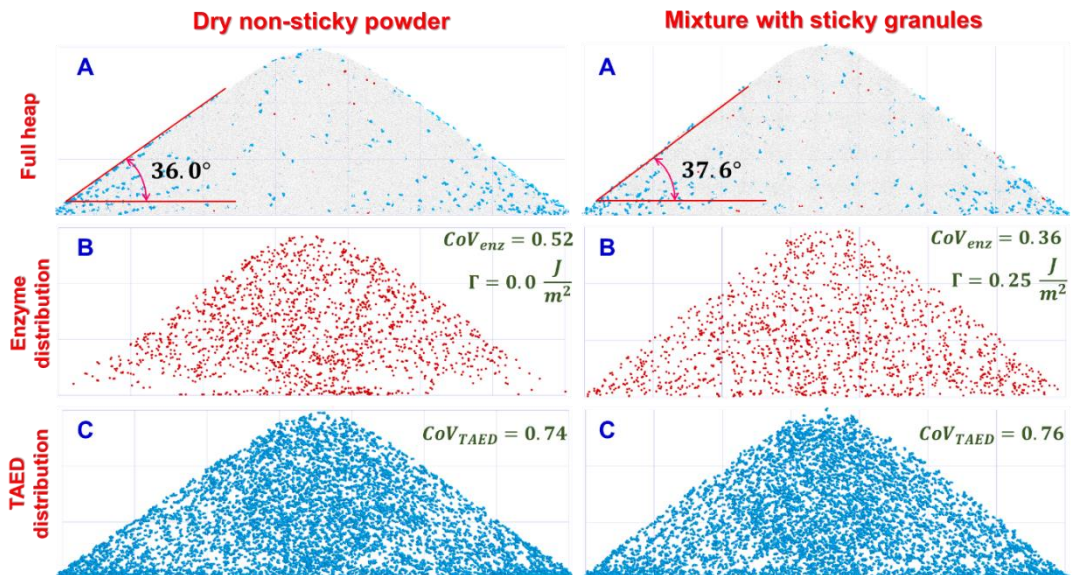 Dry non-sticky powder
Mixture with sticky granules
Full heap
A
36.0°
A
37.6°
Enzyme
distribution
B
CoV_enz = 0.52
Γ = 0.0 J/m²
B
CoV_enz = 0.36
Γ = 0.25 J/m²
TAED
distribution
C
CoV_TAED = 0.74
C
CoV_TAED = 0.76